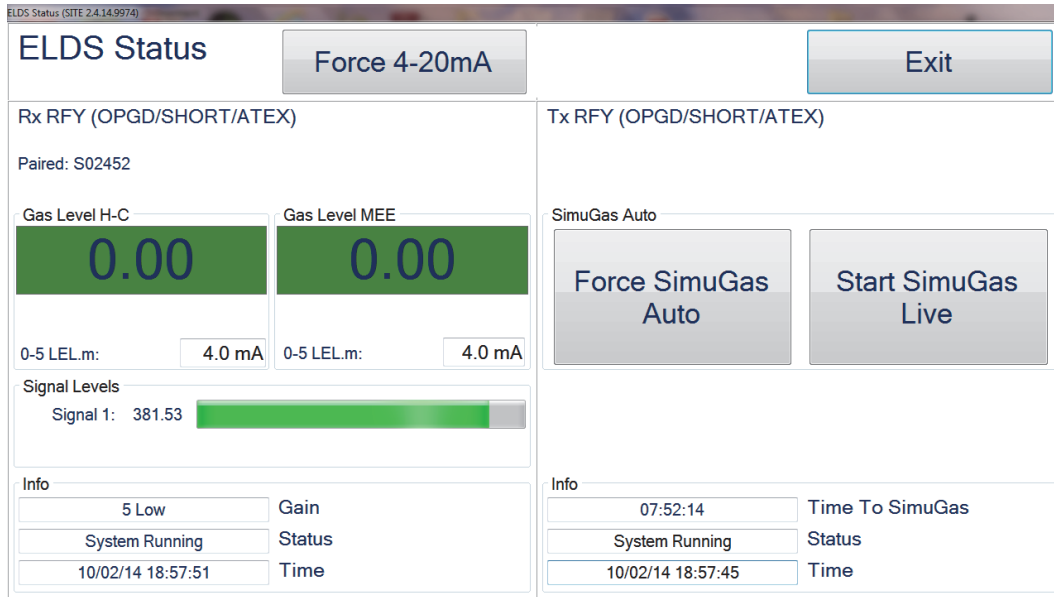 ELDS Status (SITE 2.4.14.9974)
ELDS Status
Force 4-20mA
Exit
Rx RFY (OPGD/SHORT/ATEX)
Paired: S02452
Gas Level H-C
0.00
0-5 LEL.m: 4.0 mA
Gas Level MEE
0.00
0-5 LEL.m: 4.0 mA
Signal Levels
Signal 1: 381.53
Info
5 Low Gain
System Running Status
10/02/14 18:57:51 Time
Tx RFY (OPGD/SHORT/ATEX)
SimuGas Auto
Force SimuGas
Auto
Start SimuGas
Live
Info
07:52:14 Time To SimuGas
System Running Status
10/02/14 18:57:45 Time